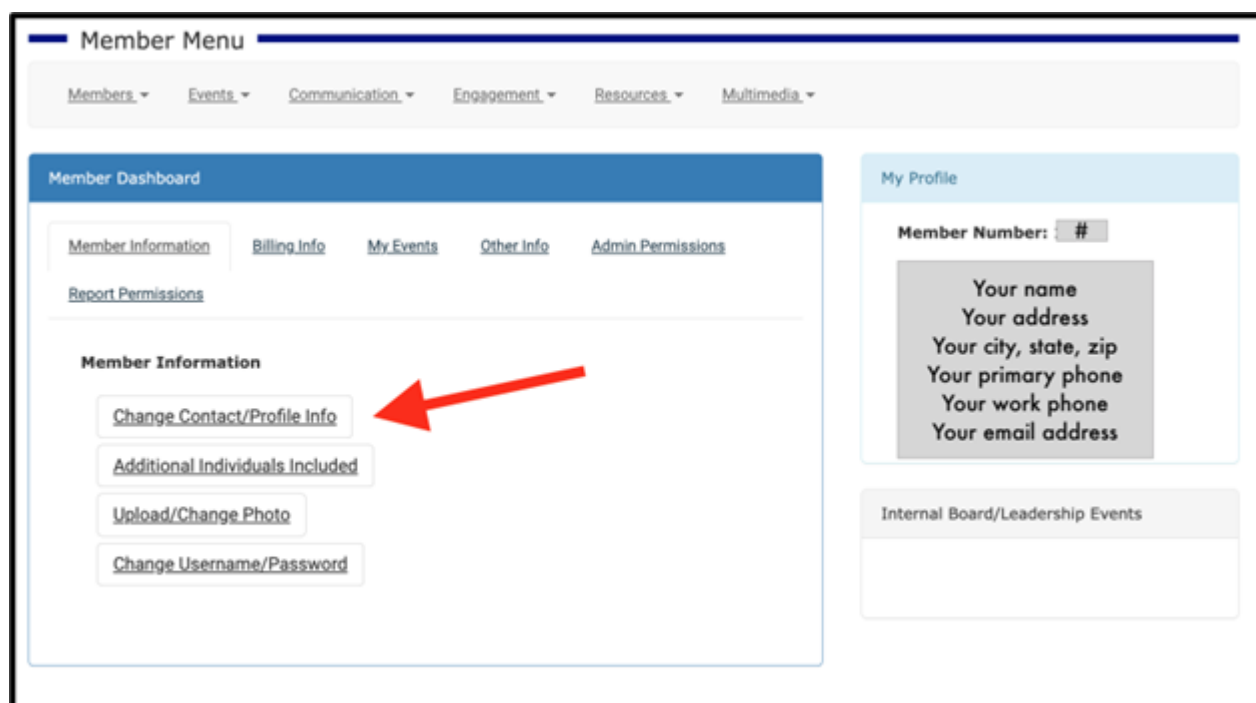 Member Menu
Members Events Communication Engagement Resources Multimedia
Member Dashboard
Member Information Billing Info My Events Other Info Admin Permissions
Report Permissions
Member Information
Change Contact/Profile Info
Additional Individuals Included
Upload/Change Photo
Change Username/Password
My Profile
Member Number: #
Your name
Your address
Your city, state, zip
Your primary phone
Your work phone
Your email address
Internal Board/Leadership Events